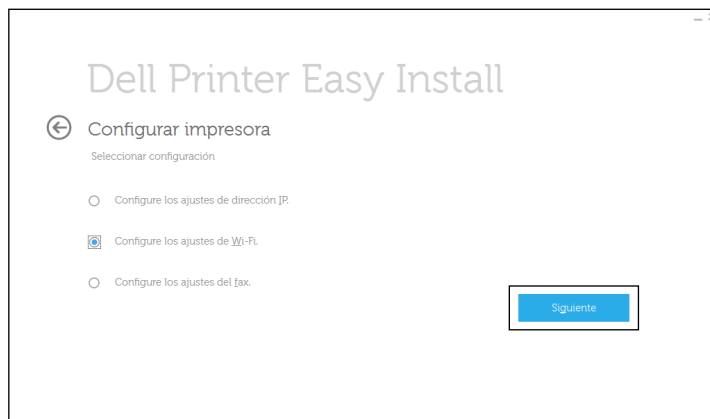 Dell Printer Easy Install
Configurar impresora
Seleccionar configuración
Configure los ajustes de dirección IP.
Configure los ajustes de Wi-Fi.
Configure los ajustes del fax.
Siguiente